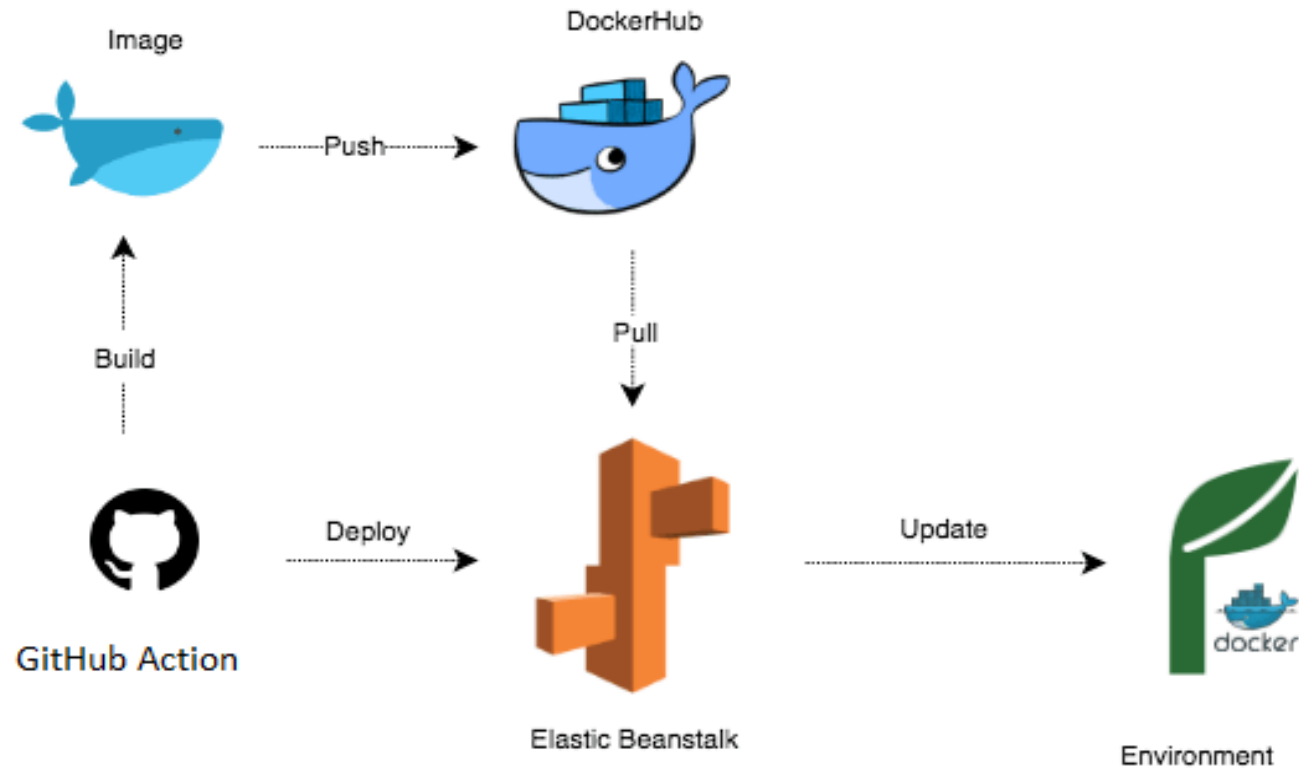 Image
DockerHub
Push
Pull
Build
Deploy
Update
docker
GitHub Action
Elastic Beanstalk
Environment